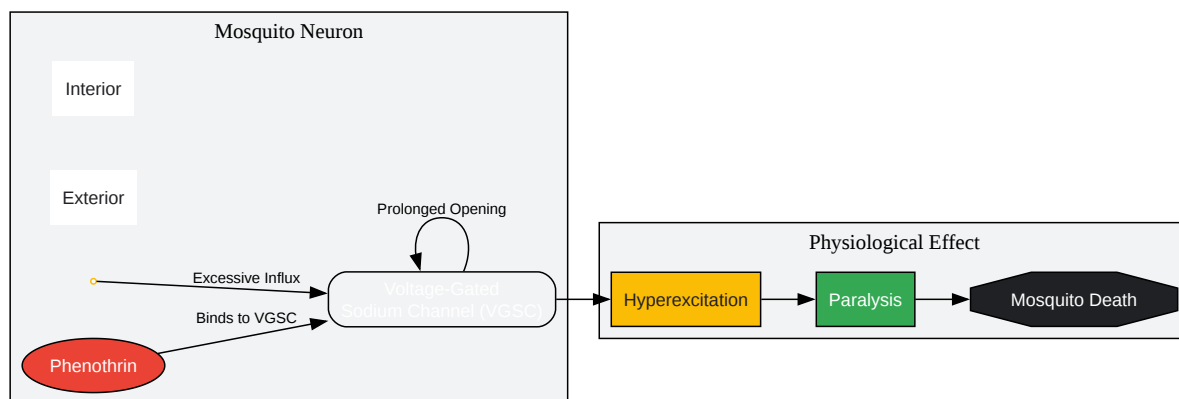 Mosquito Neuron
Interior
Exterior
Prolonged Opening
Excessive Influx
Voltage-Gated
Sodium Channel (VGSC)
Binds to VGSC
Phenothrin
Physiological Effect
Hyperexcitation
Paralysis
Mosquito Death